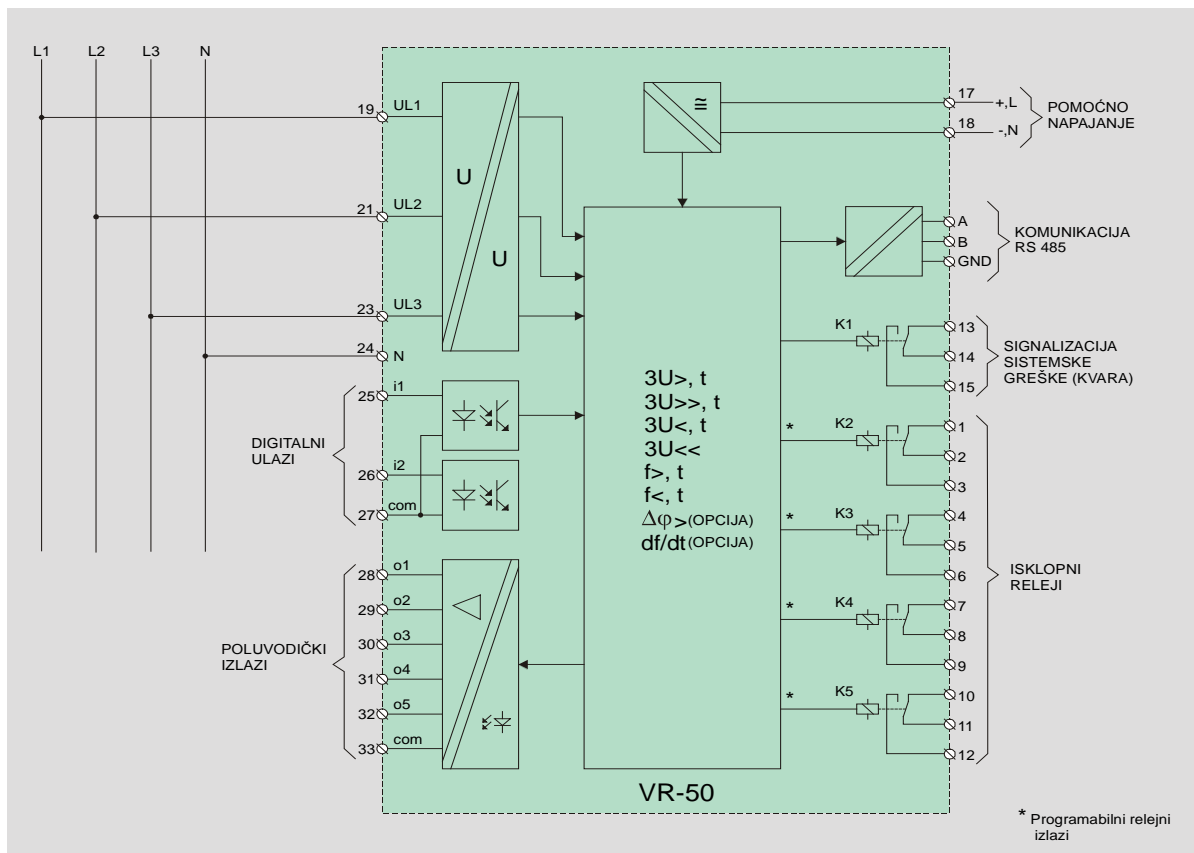 L1 L2 L3 N
19 UL1
21 UL2
23 UL3
24 N
U
U
≅
17 +,L
18 -,N
POMOĆNO
NAPAJANJE
A
B
GND
KOMUNIKACIJA
RS 485
K1
13
14
15
SIGNALIZACIJA
SISTEMSKE
GREŠKE (KVARA)
DIGITALNI
ULAZI
25 i1
26 i2
27 com
3U>, t
3U>>, t
3U<, t
3U<<
f>, t
f<, t
Δφ>(OPCIJA)
df/dt(OPCIJA)
* K2
1
2
3
* K3
4
5
6
* K4
7
8
9
* K5
10
11
12
ISKLOPNI
RELEJI
POLUVODIČKI
IZLAZI
28 o1
29 o2
30 o3
31 o4
32 o5
33 com
VR-50
* Programabilni relejni
izlazi